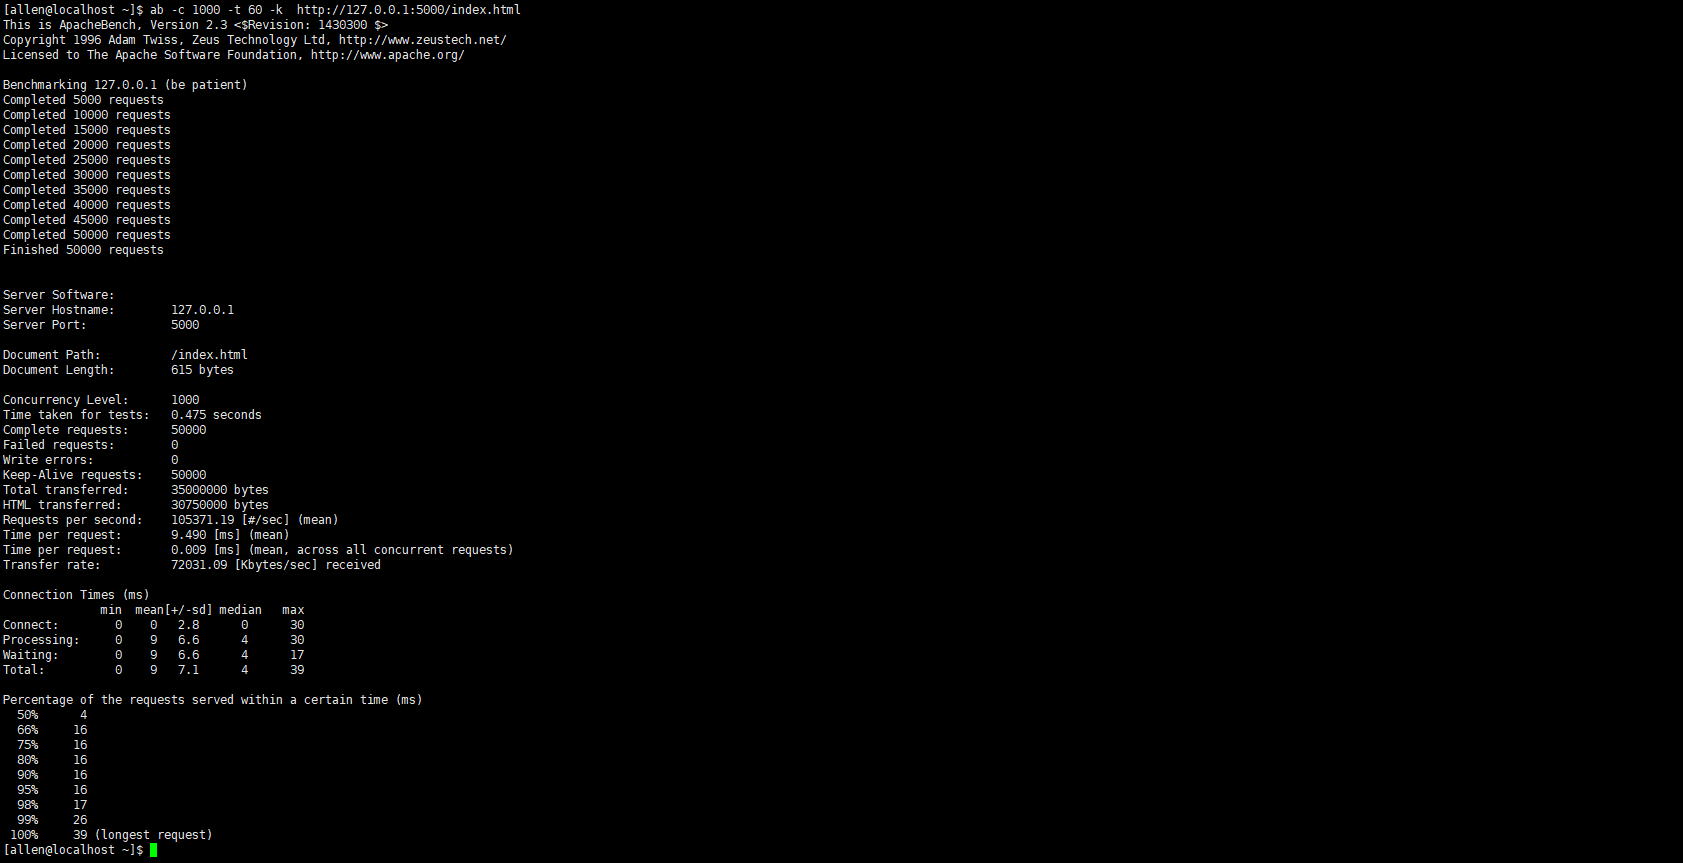 [allen@localhost ~]$ ab -c 1000 -t 60 -k  http://127.0.0.1:5000/index.html
This is ApacheBench, Version 2.3 <$Revision: 1430300 $>
Copyright 1996 Adam Twiss, Zeus Technology Ltd, http://www.zeustech.net/
Licensed to The Apache Software Foundation, http://www.apache.org/

Benchmarking 127.0.0.1 (be patient)
Completed 5000 requests
Completed 10000 requests
Completed 15000 requests
Completed 20000 requests
Completed 25000 requests
Completed 30000 requests
Completed 35000 requests
Completed 40000 requests
Completed 45000 requests
Completed 50000 requests
Finished 50000 requests


Server Software:
Server Hostname:        127.0.0.1
Server Port:            5000

Document Path:          /index.html
Document Length:        615 bytes

Concurrency Level:      1000
Time taken for tests:   0.475 seconds
Complete requests:      50000
Failed requests:        0
Write errors:           0
Keep-Alive requests:    50000
Total transferred:      35000000 bytes
HTML transferred:       30750000 bytes
Requests per second:    105371.19 [#/sec] (mean)
Time per request:       9.490 [ms] (mean)
Time per request:       0.009 [ms] (mean, across all concurrent requests)
Transfer rate:          72031.09 [Kbytes/sec] received

Connection Times (ms)
              min  mean[+/-sd] median   max
Connect:        0    0   2.8      0      30
Processing:     0    9   6.6      4      30
Waiting:        0    9   6.6      4      17
Total:          0    9   7.1      4      39

Percentage of the requests served within a certain time (ms)
  50%      4
  66%     16
  75%     16
  80%     16
  90%     16
  95%     16
  98%     17
  99%     26
 100%     39 (longest request)
[allen@localhost ~]$